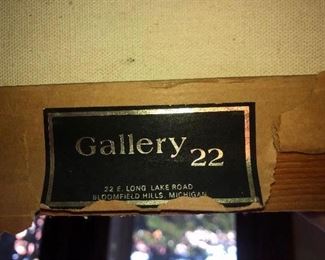 Gallery 22
22 E. LONG LAKE ROAD
BLOOMFIELD HILLS, MICHIGAN